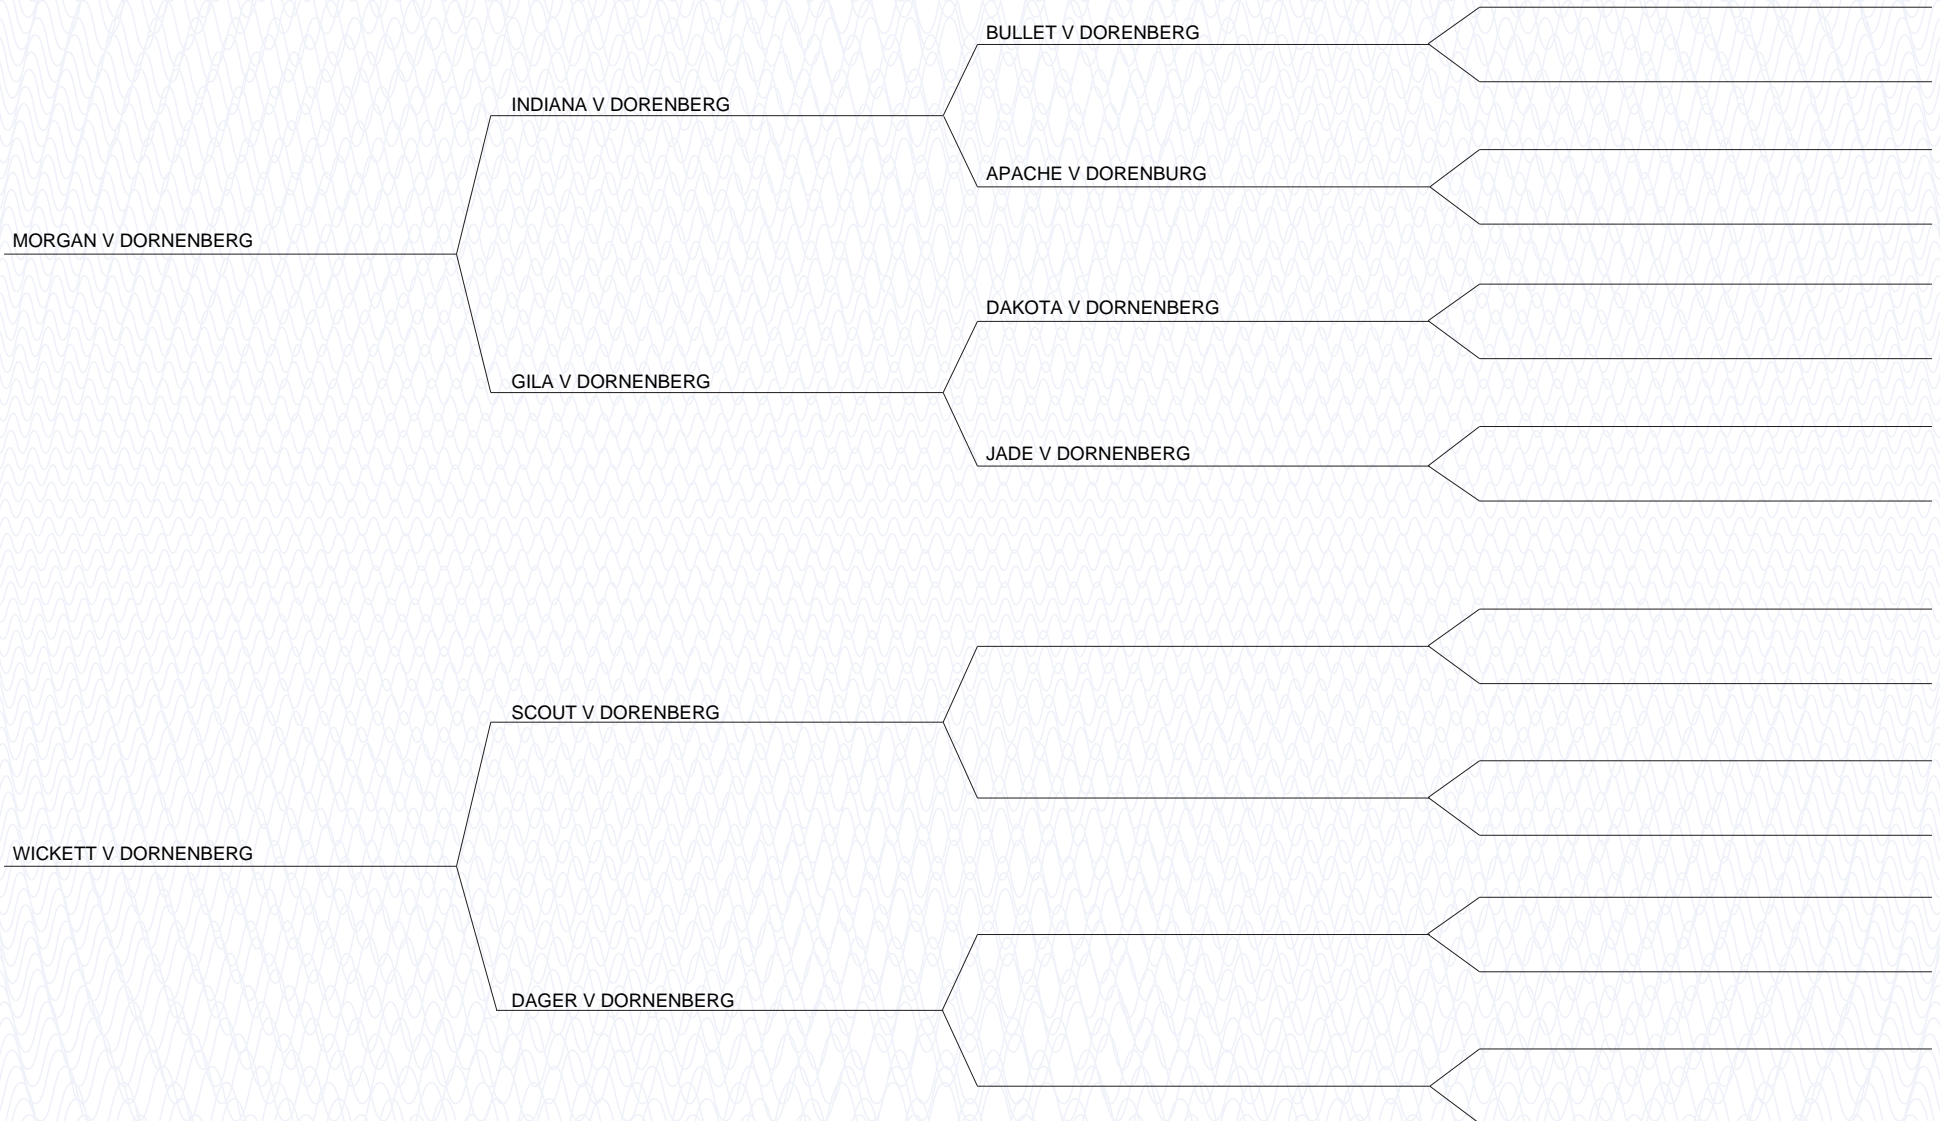 BULLET V DORENBERG
INDIANA V DORENBERG
APACHE V DORENBURG
MORGAN V DORNENBERG
DAKOTA V DORNENBERG
GILA V DORNENBERG
JADE V DORNENBERG
SCOUT V DORENBERG
WICKETT V DORNENBERG
DAGER V DORNENBERG